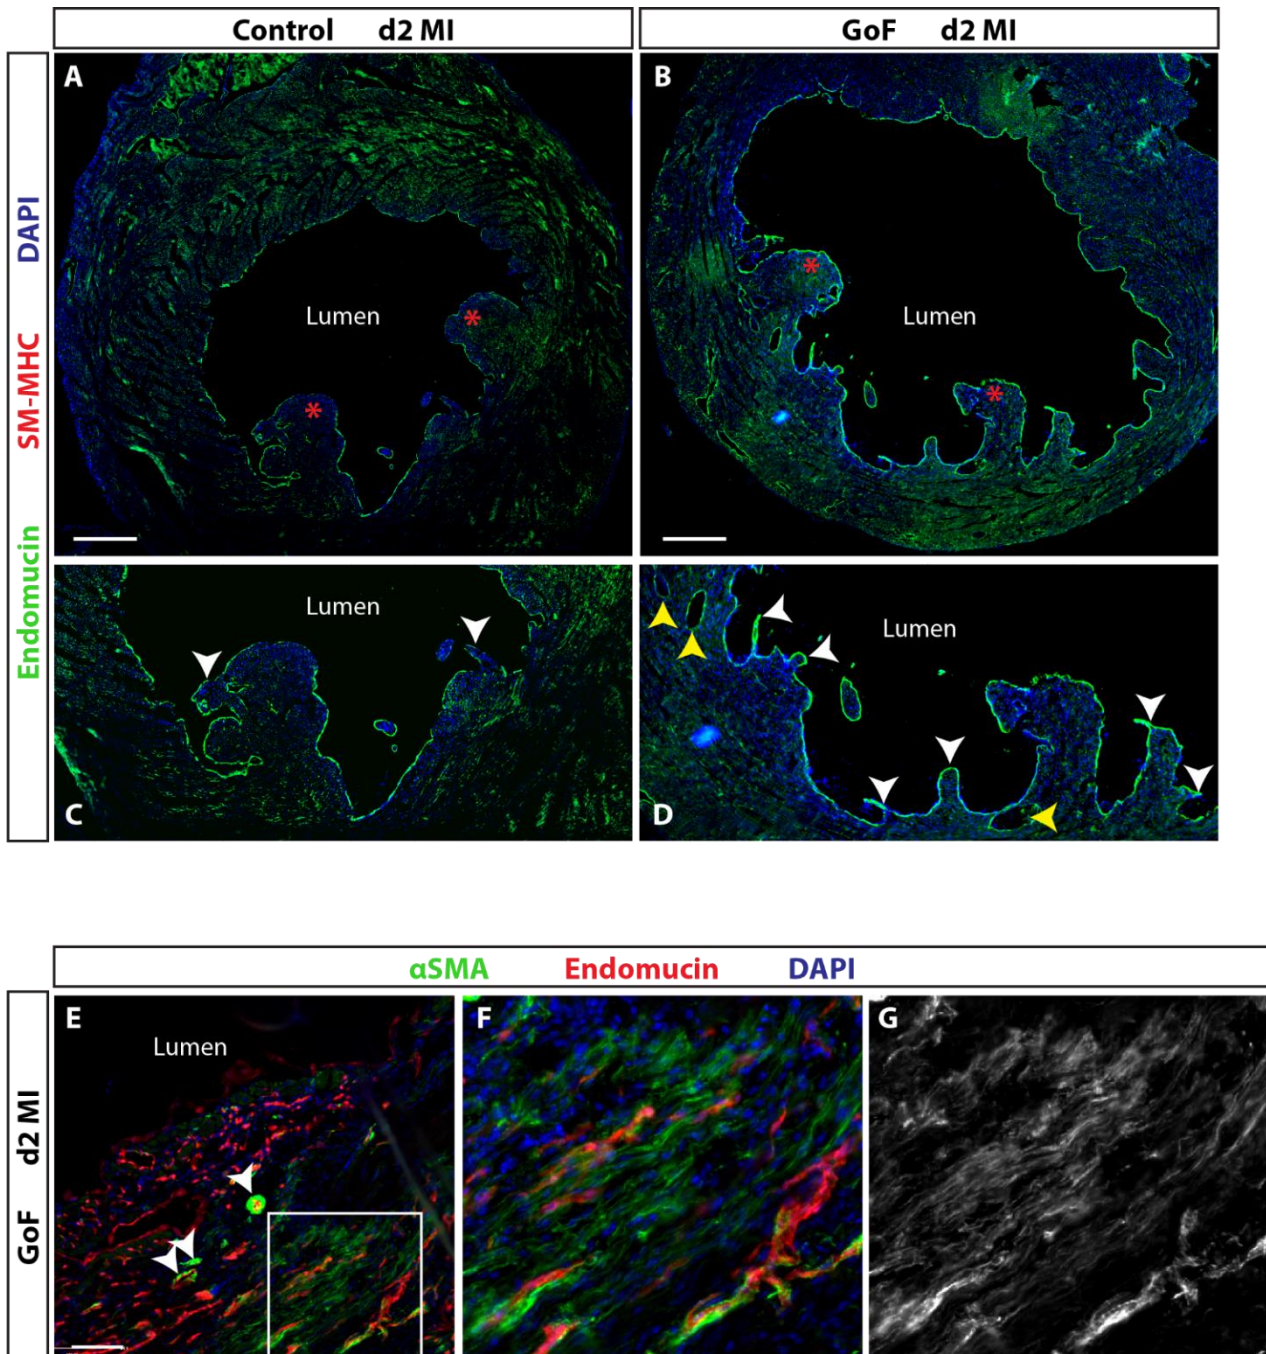 Control d2 MI
GoF d2 MI
Endomucin SM-MHC DAPI
A
Lumen
*
*
B
Lumen
*
*
Lumen
C
Lumen
D
αSMA Endomucin DAPI
GoF d2 MI
E
Lumen
F
G